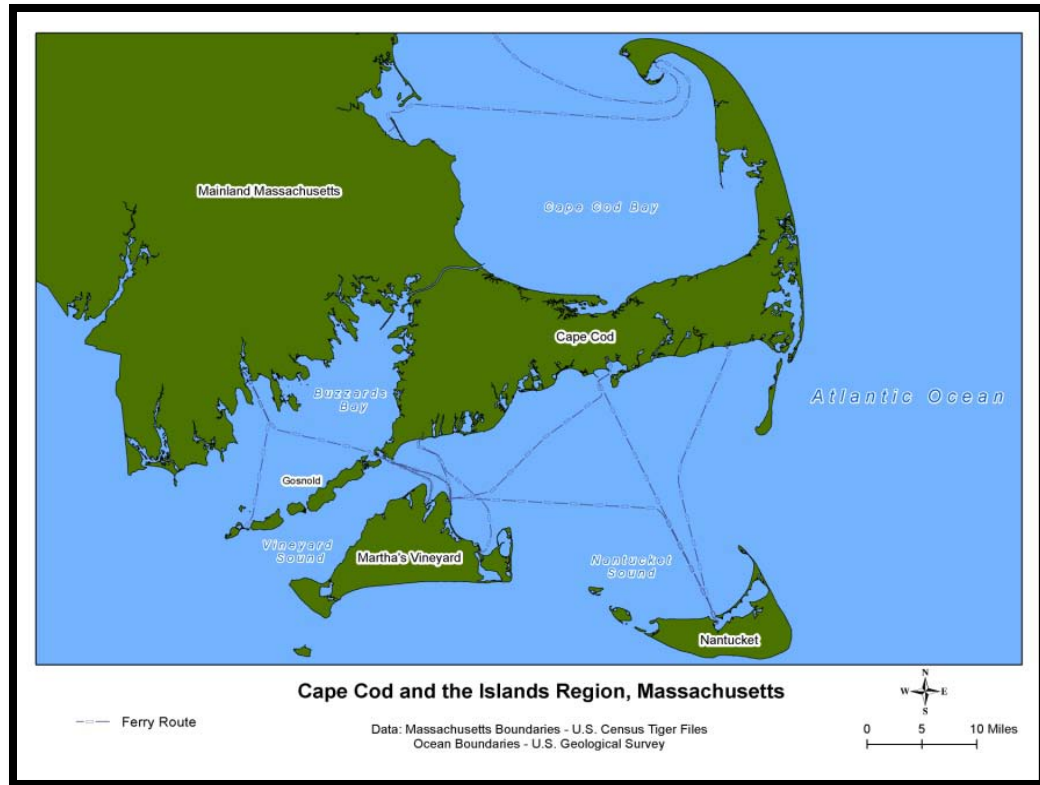 Mainland Massachusetts
Cape Cod Bay
Cape Cod
Buzzards
Bay
Atlantic Ocean
Gosnold
Vineyard
Sound
Martha's Vineyard
Nantucket
Sound
Nantucket
Cape Cod and the Islands Region, Massachusetts
N
W E
S
Ferry Route
Data: Massachusetts Boundaries - U.S. Census Tiger Files
Ocean Boundaries - U.S. Geological Survey
0 5 10 Miles